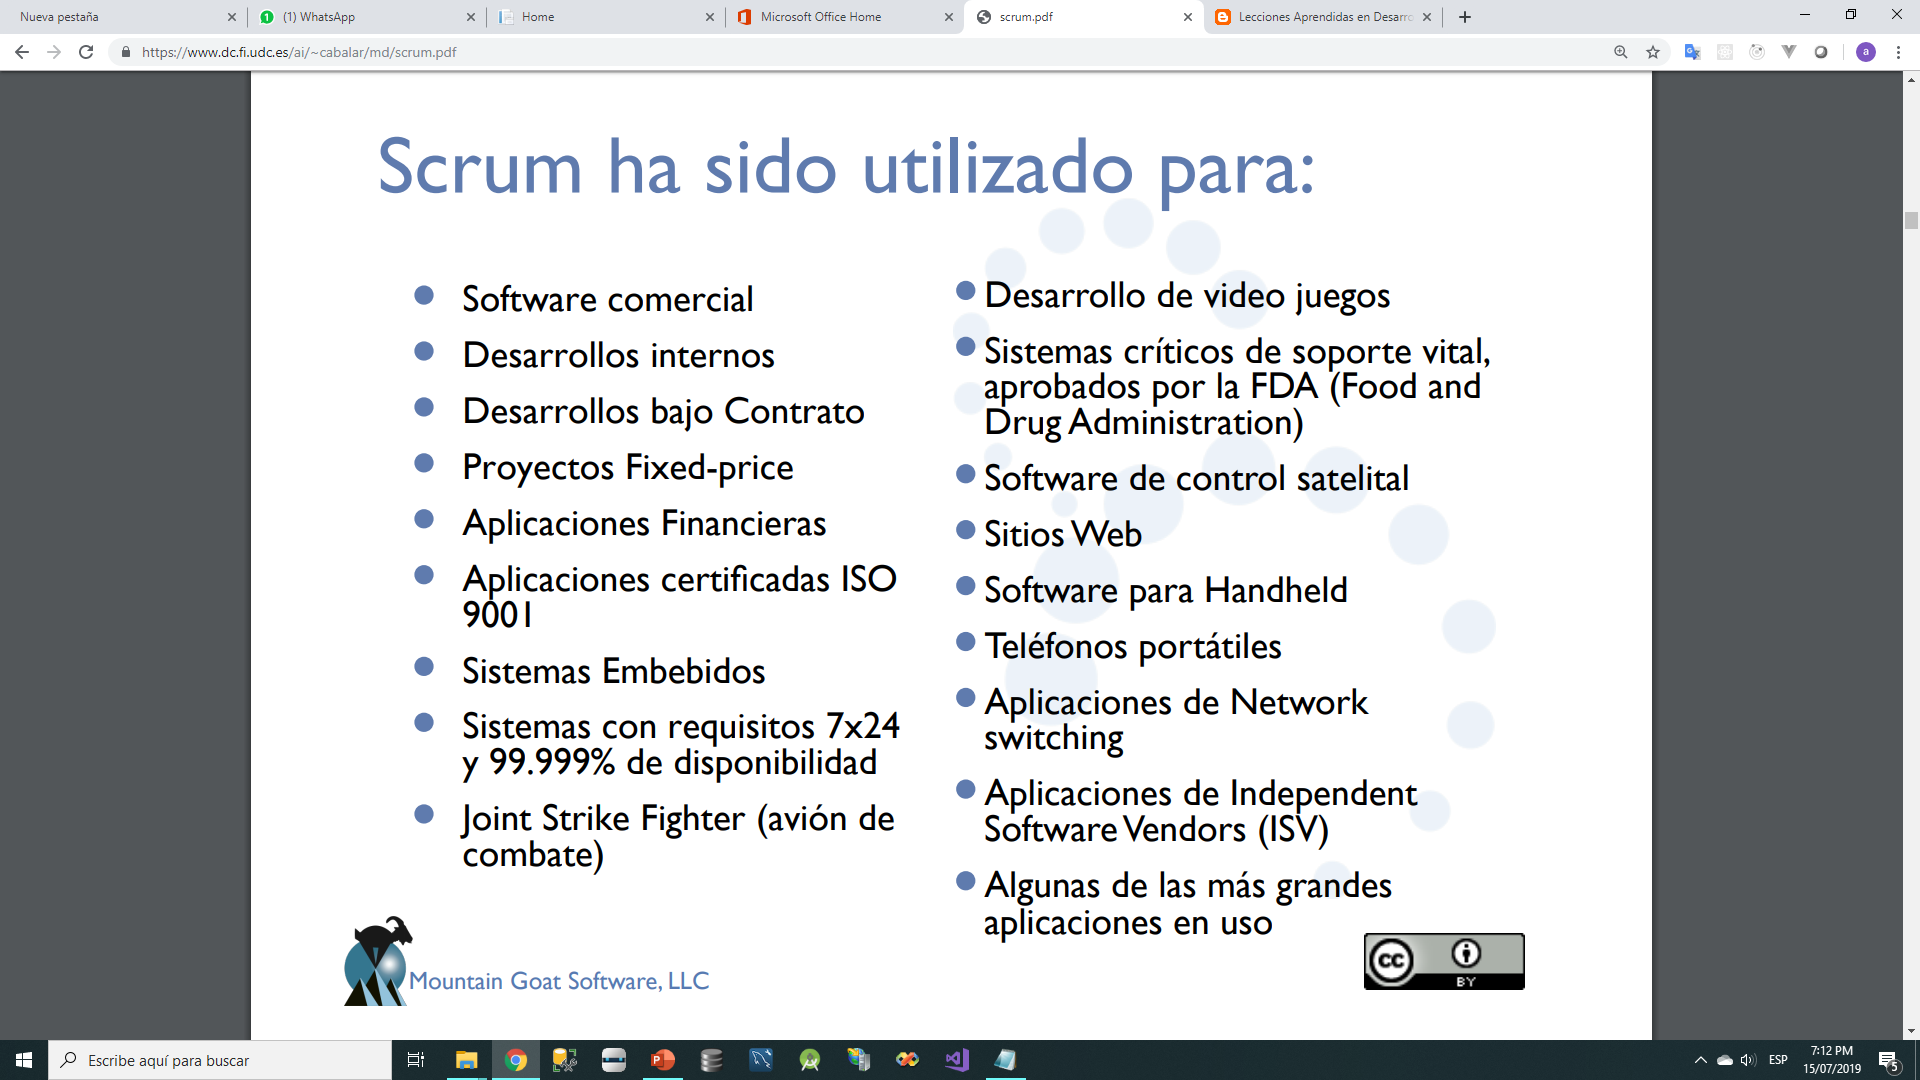 Nueva pestaña
(1) WhatsApp
Home
Microsoft Office Home
scrum.pdf
Lecciones Aprendidas en Desarro
https://www.dc.fi.udc.es/ai/~cabalar/md/scrum.pdf
a
Scrum ha sido utilizado para:
Software comercial
Desarrollos internos
Desarrollos bajo Contrato
Proyectos Fixed-price
Aplicaciones Financieras
Aplicaciones certificadas ISO
9001
Sistemas Embebidos
Sistemas con requisitos 7x24
y 99.999% de disponibilidad
Joint Strike Fighter (avión de
combate)
Desarrollo de video juegos
Sistemas críticos de soporte vital,
aprobados por la FDA (Food and
Drug Administration)
Software de control satelital
Sitios Web
Software para Handheld
Teléfonos portátiles
Aplicaciones de Network
switching
Aplicaciones de Independent
Software Vendors (ISV)
Algunas de las más grandes
aplicaciones en uso
Mountain Goat Software, LLC
cc
BY
Escribe aquí para buscar
ESP
7:12 PM
15/07/2019
5